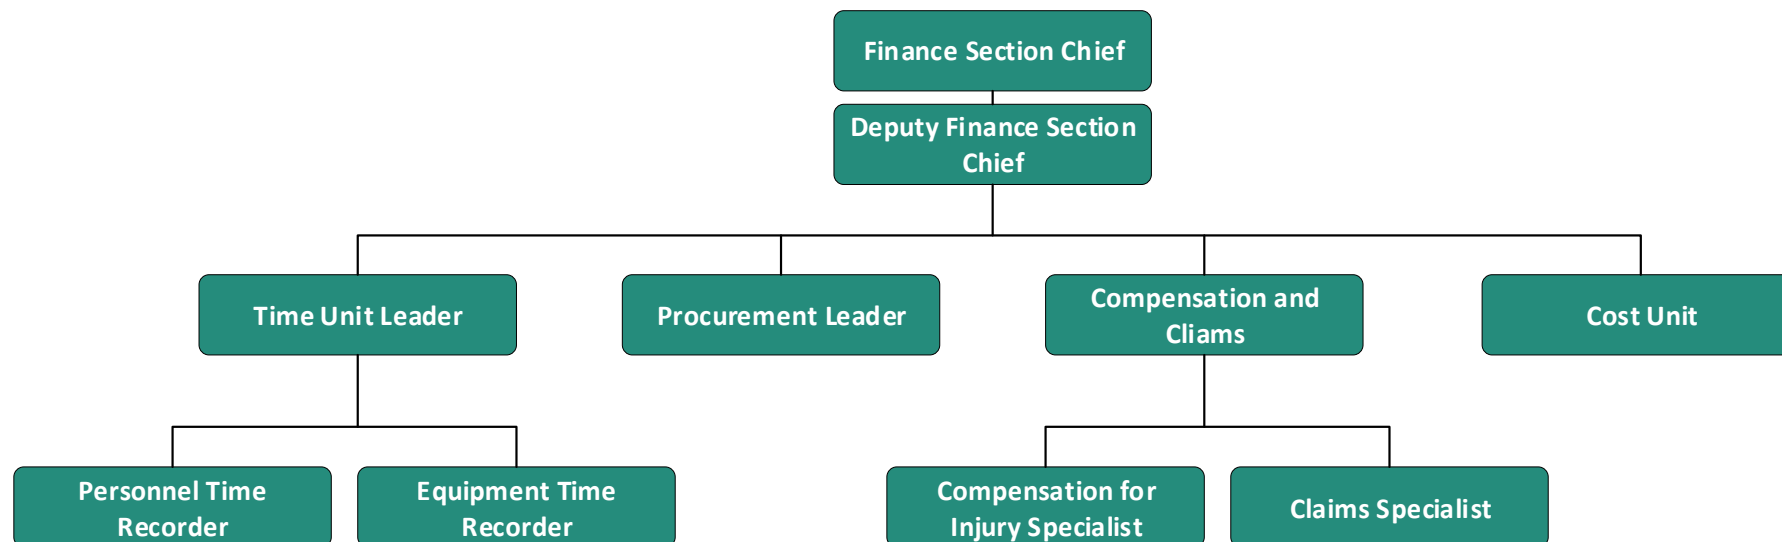 Finance Section Chief
Deputy Finance Section
Chief
Time Unit Leader
Procurement Leader
Compensation and
Cliams
Cost Unit
Personnel Time
Recorder
Equipment Time
Recorder
Compensation for
Injury Specialist
Claims Specialist